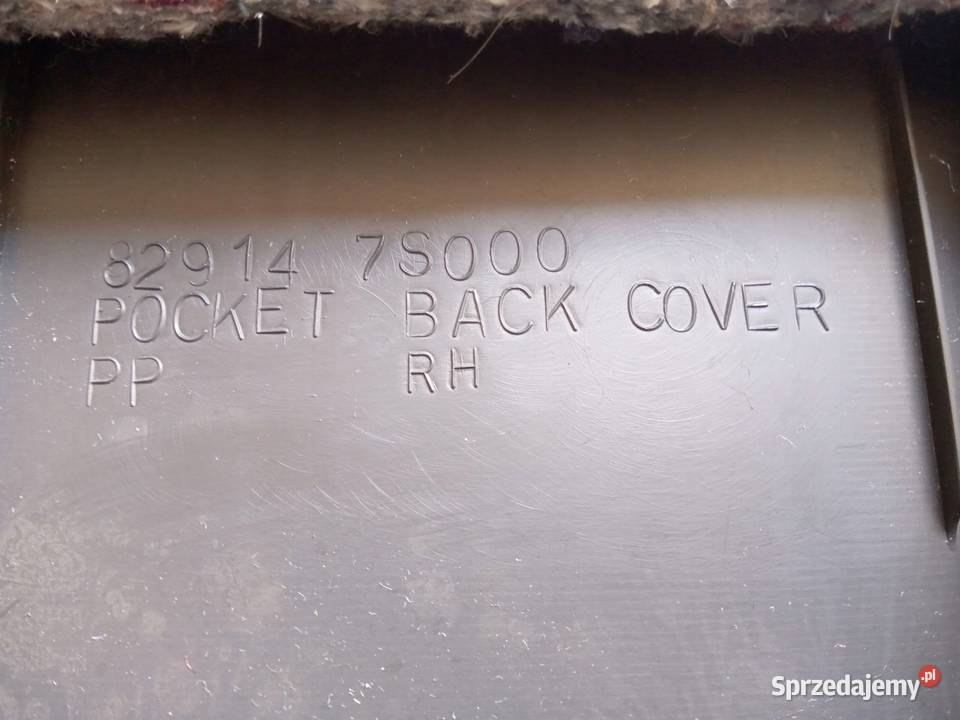 82914 7S000
POCKET BACK COVER
PP RH
Sprzedajemy.pl